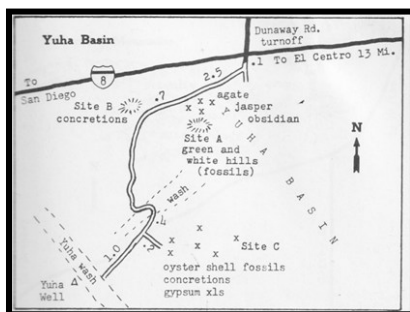 Yuha Basin
Dunaway Rd.
turnoff
.1 To El Centro 13 Mi.
To
San Diego
8
2.5
.7
agate
jasper
obsidian
Site B
concretions
Site A
green and
white hills
(fossils)
YUHA BASIN
N
wash
.4
.2
1.0
Site C
oyster shell fossils
concretions
gypsum xls
Yuha wash
Yuha
Well